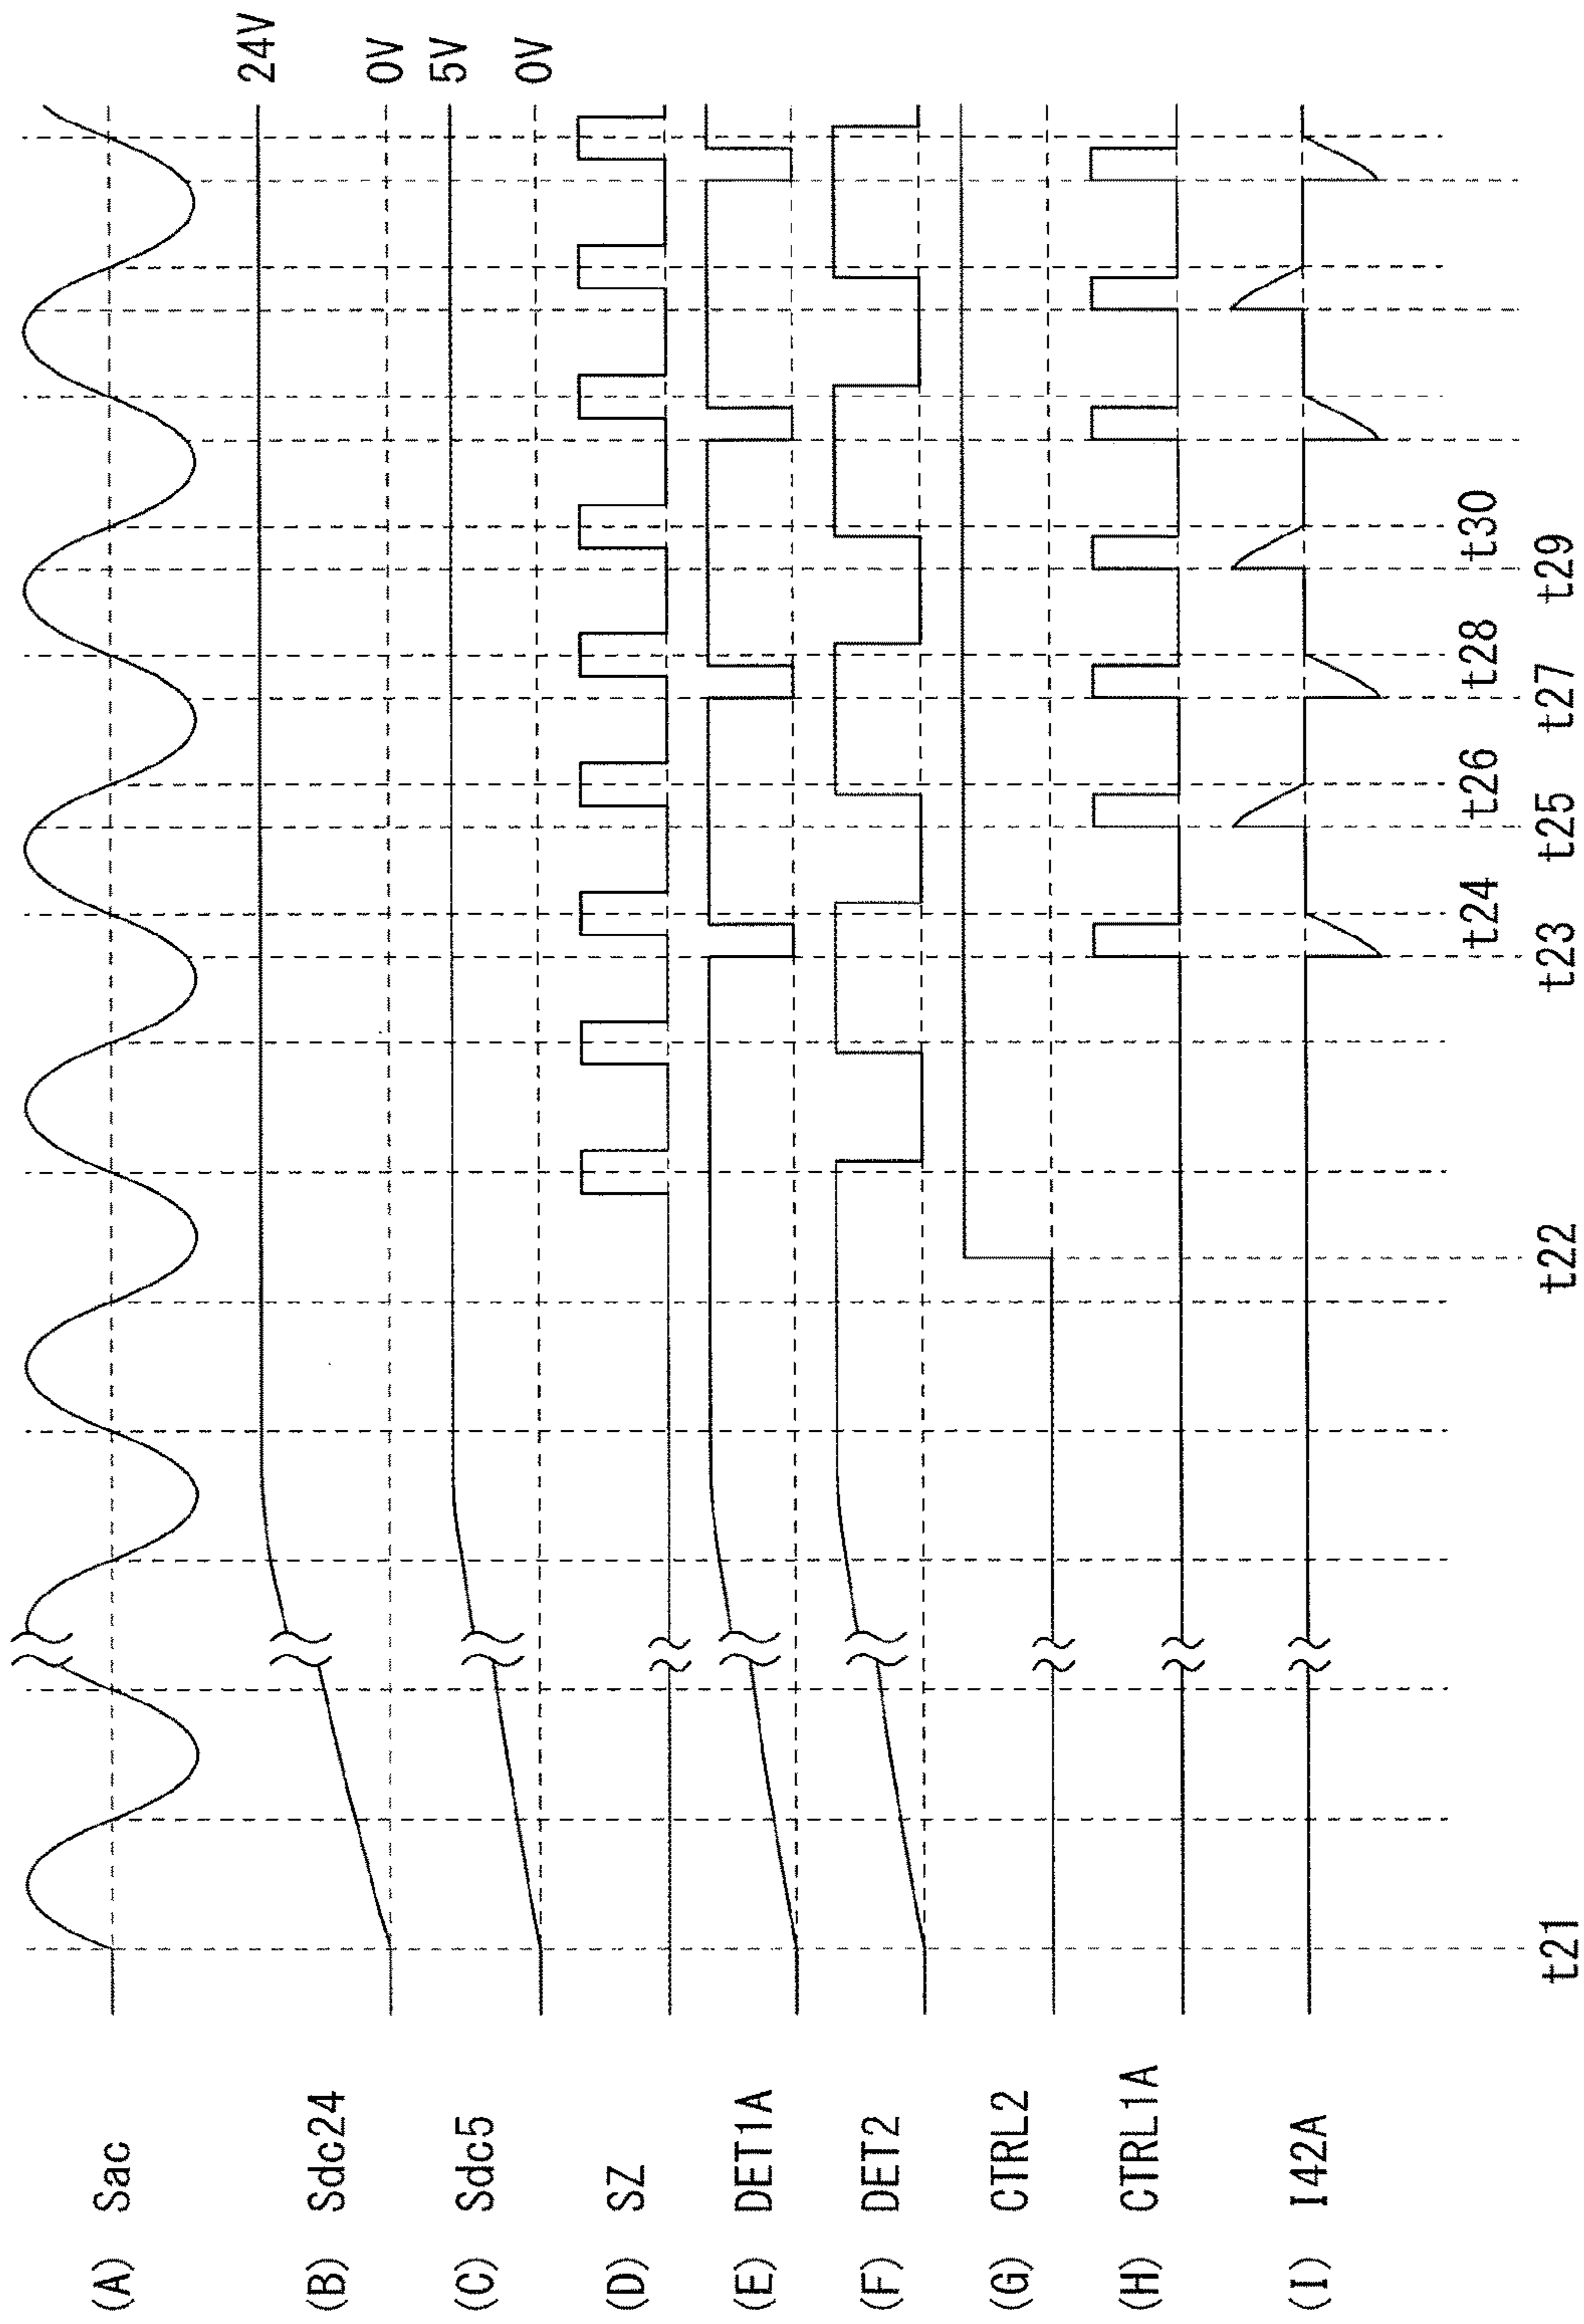 (A) Sac
24V
(B) Sdc24
0V
5V
(C) Sdc5
0V
(D) SZ
(E) DET1A
(F) DET2
(G) CTRL2
(H) CTRL1A
(I) I42A
t24 t26 t28 t30
t21 t22 t23 t25 t27 t29